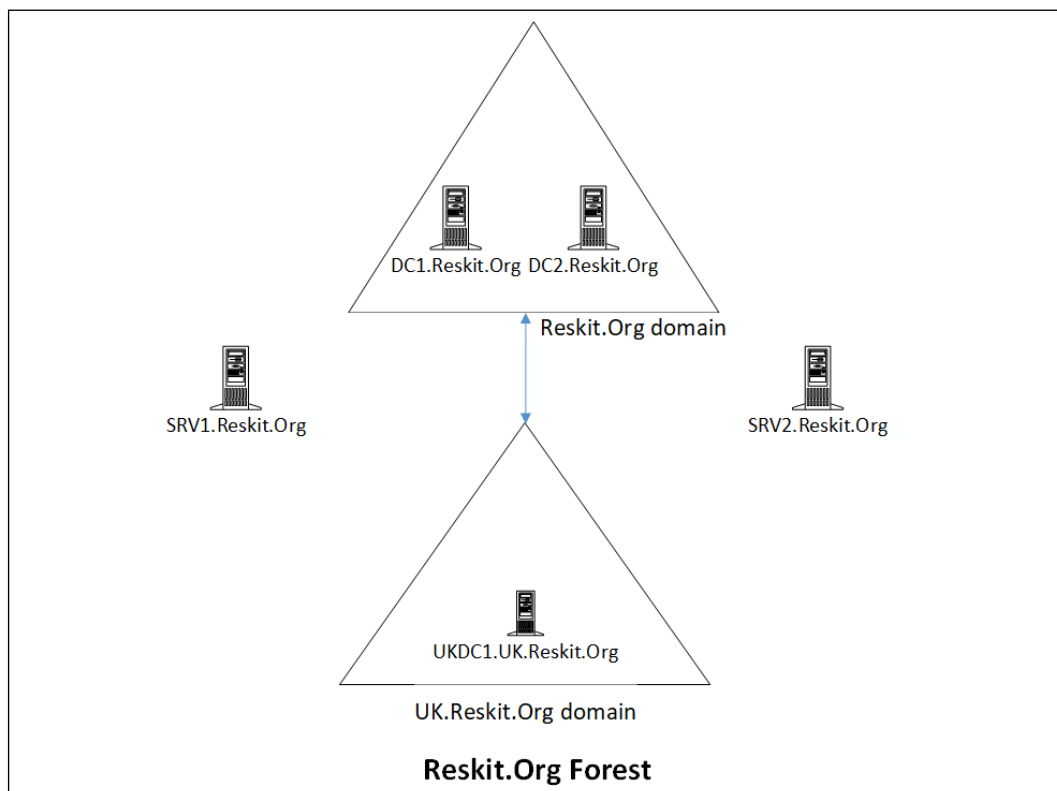 DC1.Reskit.Org DC2.Reskit.Org
Reskit.Org domain
SRV1.Reskit.Org
SRV2.Reskit.Org
UKDC1.UK.Reskit.Org
UK.Reskit.Org domain
Reskit.Org Forest